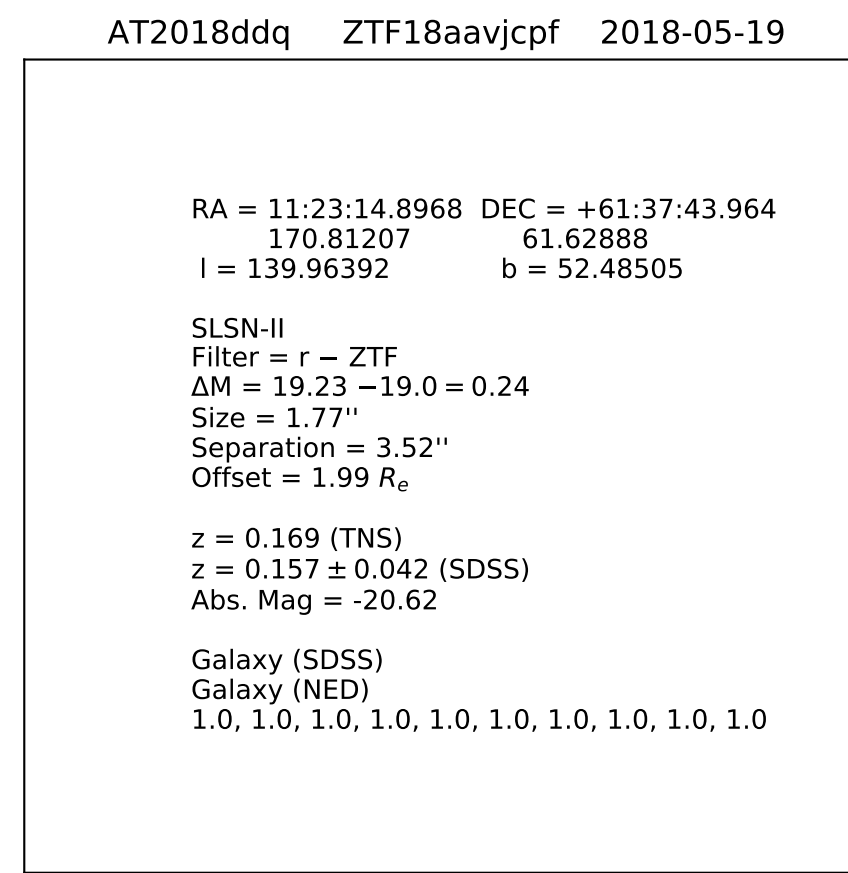 AT2018ddq ZTF18aavjcpf 2018-05-19
RA = 11:23:14.8968 DEC = +61:37:43.964
170.81207 61.62888
l = 139.96392 b = 52.48505
SLSN-II
Filter = r − ZTF
ΔM = 19.23 −19.0 = 0.24
Size = 1.77''
Separation = 3.52''
Offset = 1.99 Rₑ
z = 0.169 (TNS)
z = 0.157 ± 0.042 (SDSS)
Abs. Mag = -20.62
Galaxy (SDSS)
Galaxy (NED)
1.0, 1.0, 1.0, 1.0, 1.0, 1.0, 1.0, 1.0, 1.0, 1.0